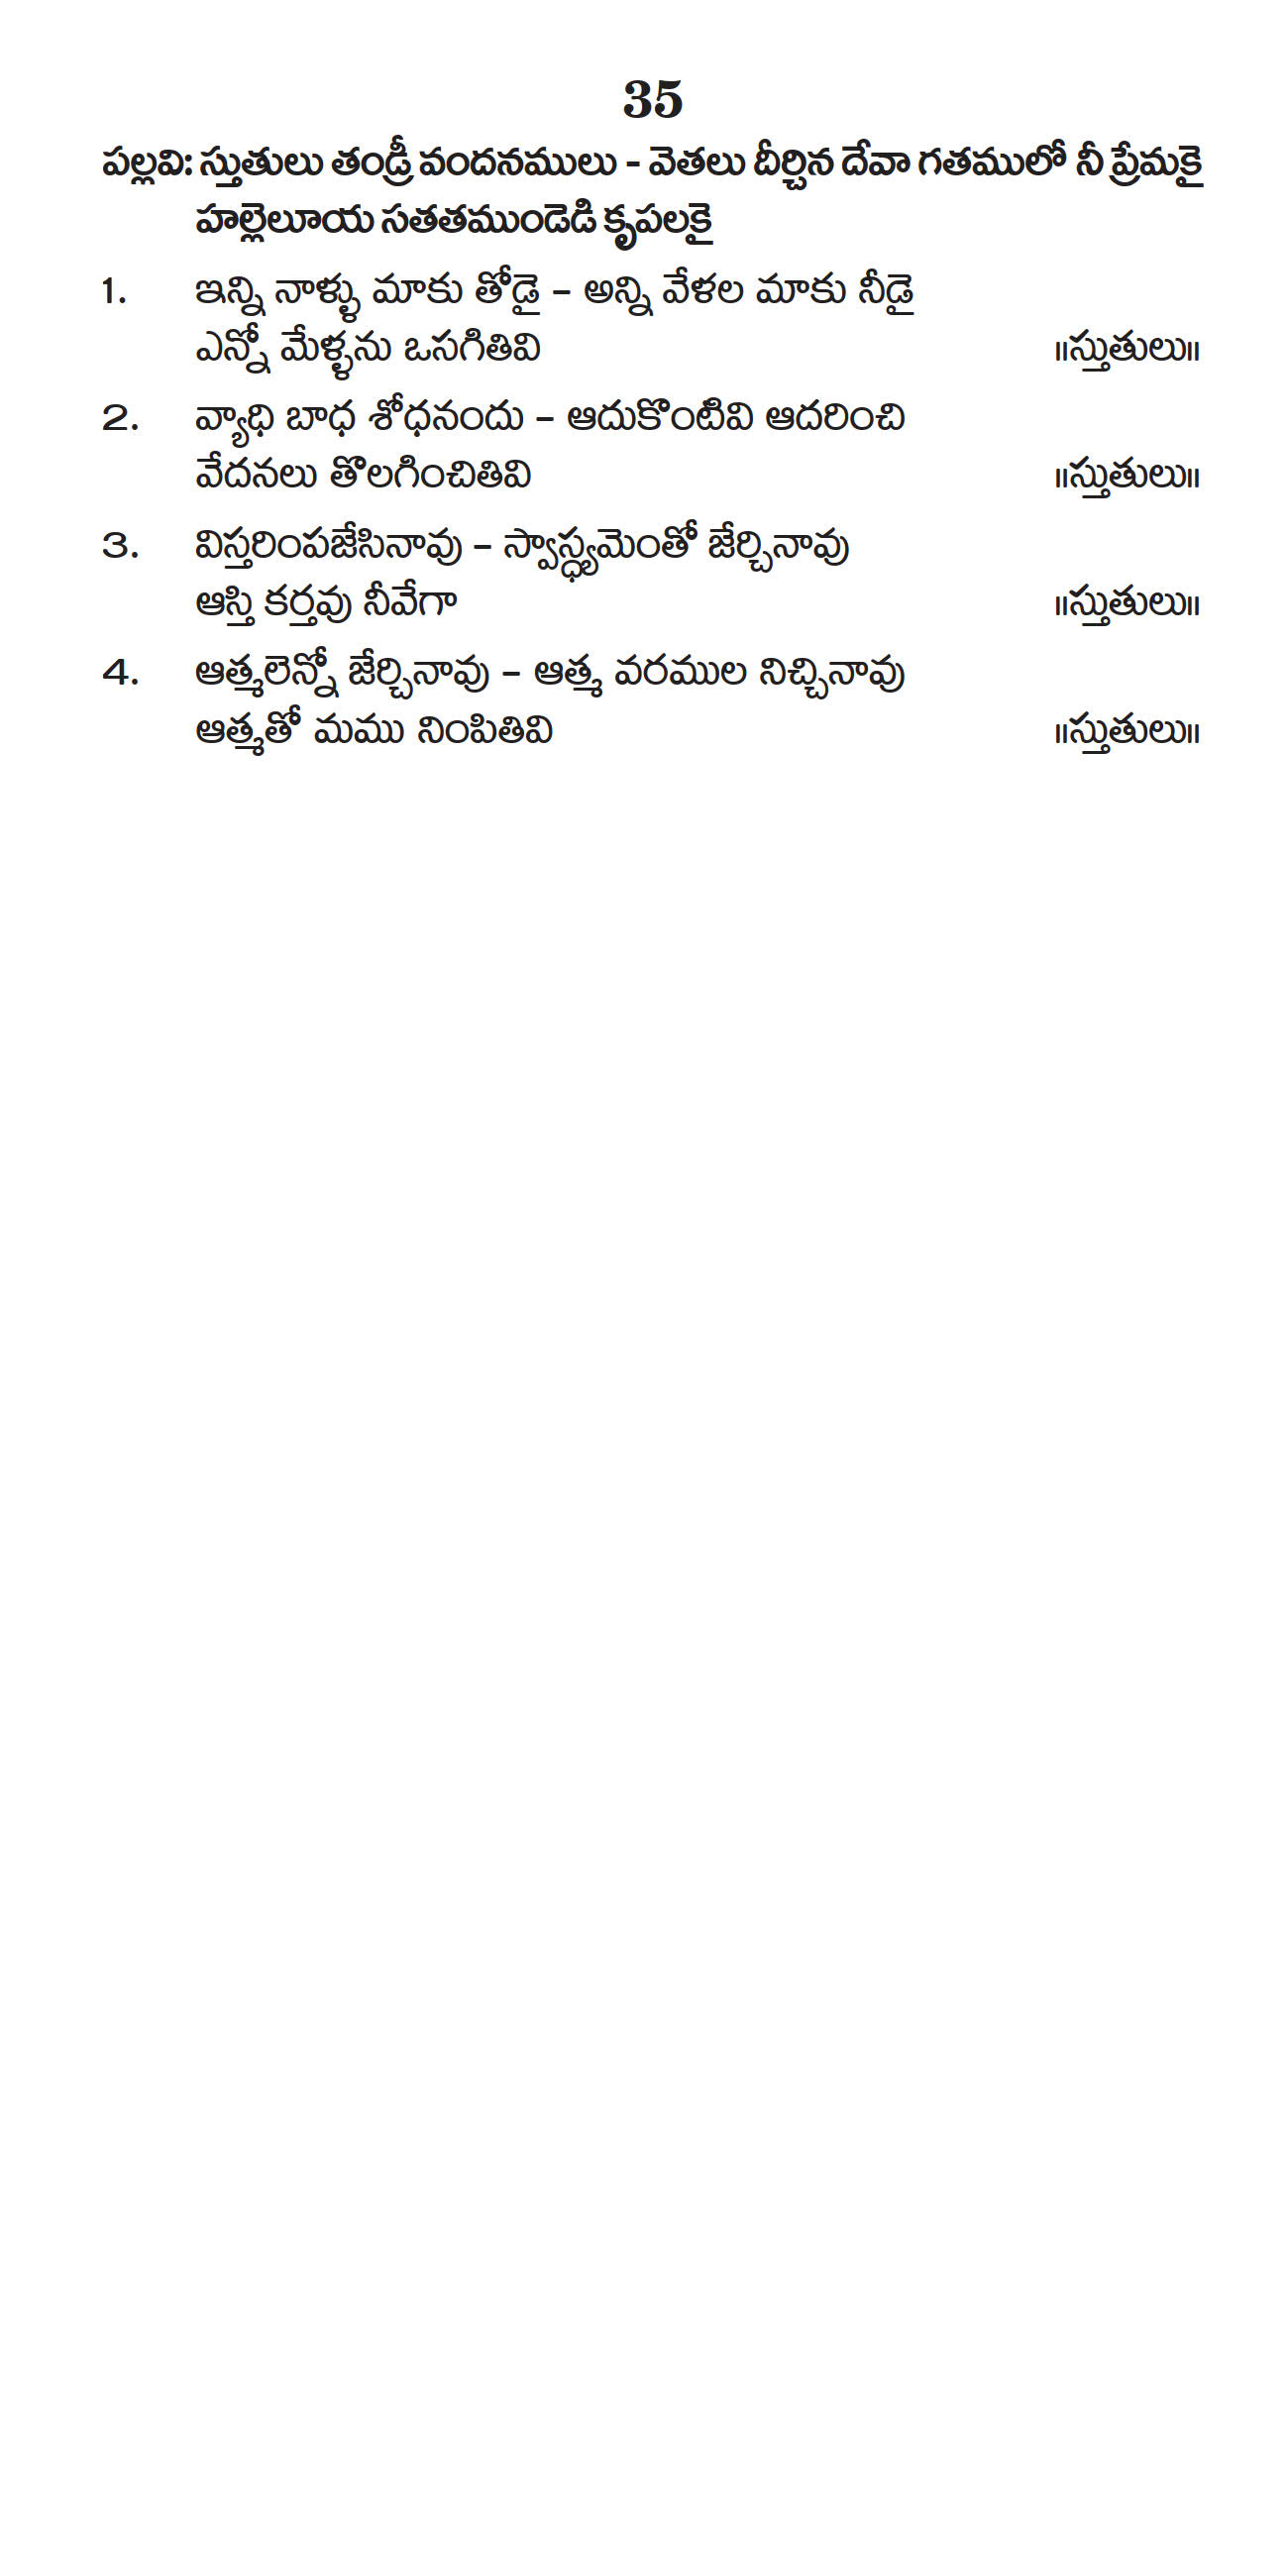 35
పల్లవి: స్తుతులు తండ్రీ వందనములు - వెతలు దీర్చిన దేవా గతములో నీ ప్రేమకై
హల్లెలూయ సతతముండెడి కృపలకై
1. ఇన్ని నాళ్ళు మాకు తోడై – అన్ని వేళల మాకు నీడై
ఎన్నో మేళ్ళను ఒసగితివి ॥స్తుతులు॥
2. వ్యాధి బాధ శోధనందు – ఆదుకొంటివి ఆదరించి
వేదనలు తొలగించితివి ॥స్తుతులు॥
3. విస్తరింపజేసినావు – స్వాస్ధ్యమెంతో జేర్చినావు
ఆస్తి కర్తవు నీవేగా ॥స్తుతులు॥
4. ఆత్మలెన్నో జేర్చినావు – ఆత్మ వరముల నిచ్చినావు
ఆత్మతో మము నింపితివి ॥స్తుతులు॥